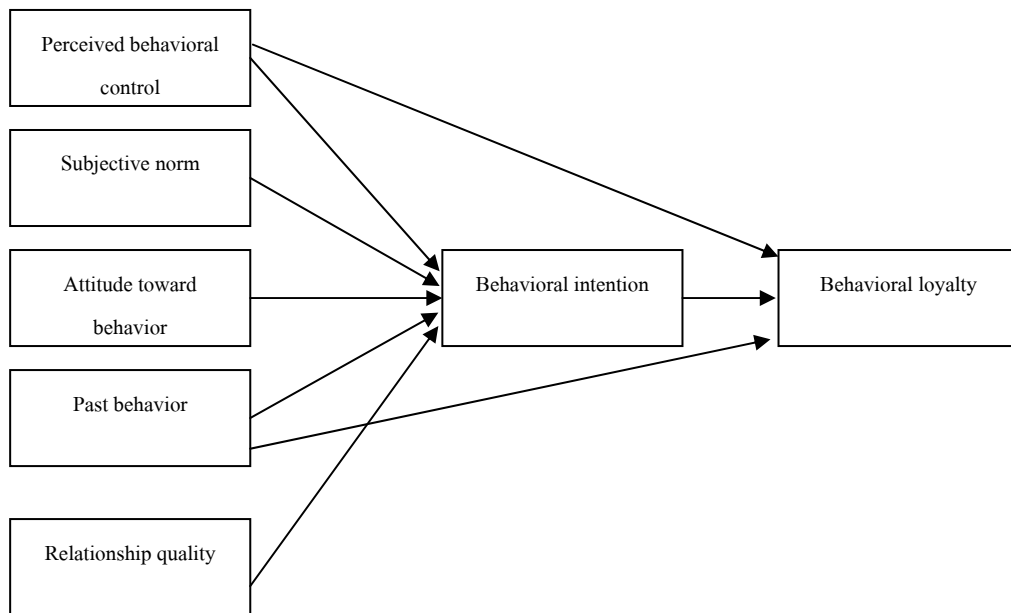 Perceived behavioral
control
Subjective norm
Attitude toward
behavior
Behavioral intention
Behavioral loyalty
Past behavior
Relationship quality